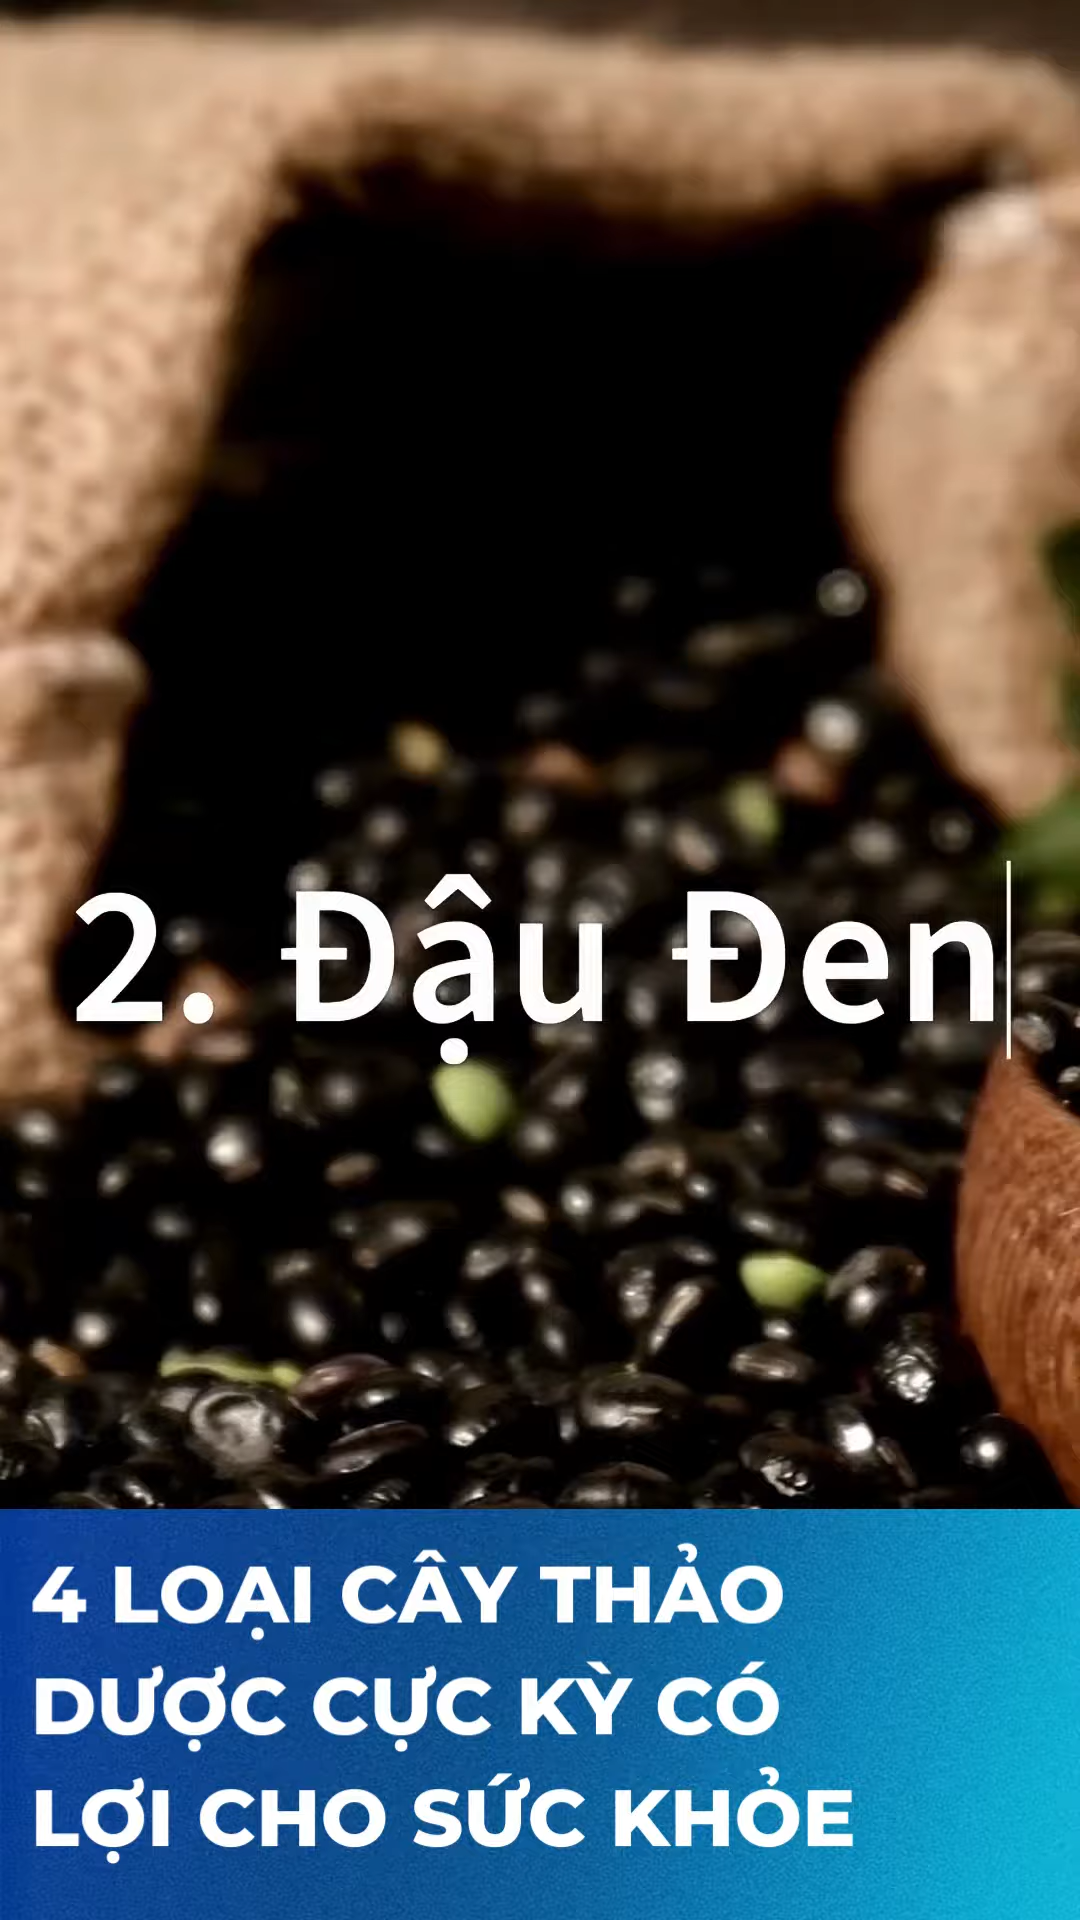 2. Đậu Đen
4 LOẠI CÂY THẢO
DƯỢC CỰC KỲ CÓ
LỢI CHO SỨC KHỎE